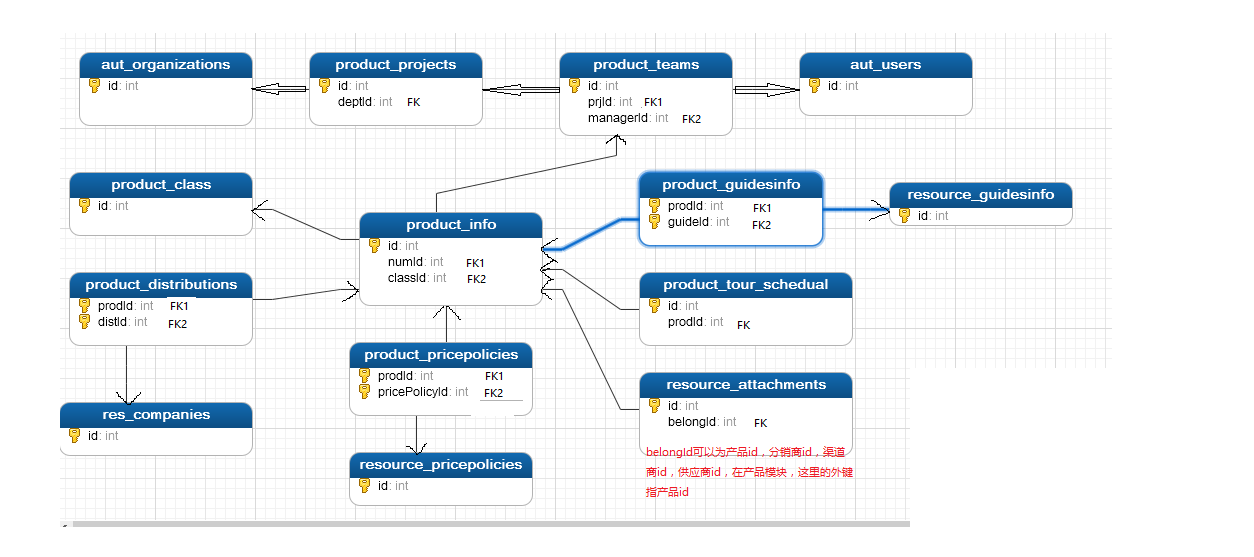 aut_organizations
id: int
product_projects
id: int
deptId: int FK
product_teams
id: int
prjId: int FK1
managerId: int FK2
aut_users
id: int
product_class
id: int
product_info
id: int
numId: int FK1
classId: int FK2
product_guidesinfo
prodId: int FK1
guideId: int FK2
resource_guidesinfo
id: int
product_distributions
prodId: int FK1
distId: int FK2
product_tour_schedual
id: int
prodId: int FK
product_pricepolicies
prodId: int FK1
pricePolicyId: int FK2
resource_attachments
id: int
belongId: int FK
belongId可以为产品id，分销商id，渠道
商id，供应商id，在产品模块，这里的外键
指产品id
res_companies
id: int
resource_pricepolicies
id: int